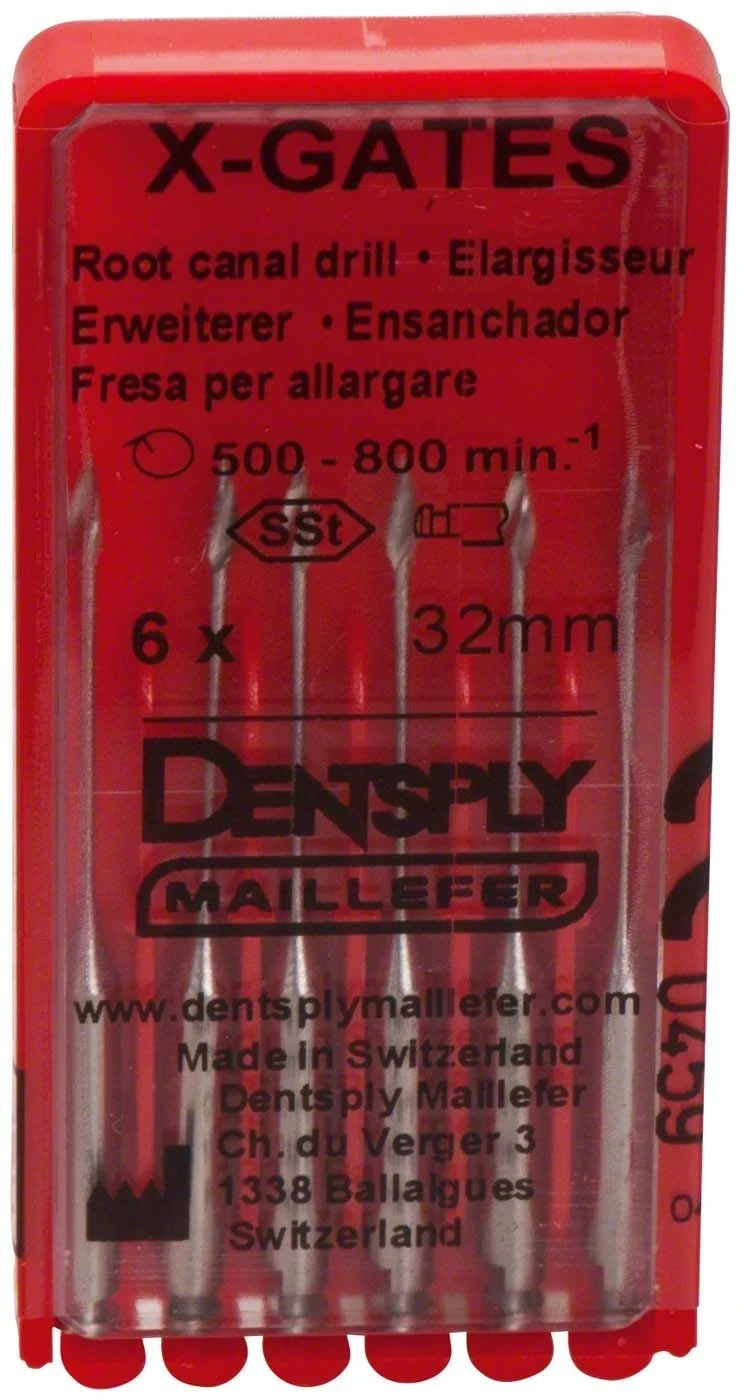 X-GATES
Root canal drill • Elargisseur
Erweiterer • Ensanchador
Fresa per allargare
500 - 800 min.-1
SSt
6 x 32mm
DENTSPLY
MAILLEFER
www.dentsplymaillefer.com
Made in Switzerland
Dentsply Maillefer
Ch. du Verger 3
1338 Ballaigues
Switzerland
0459